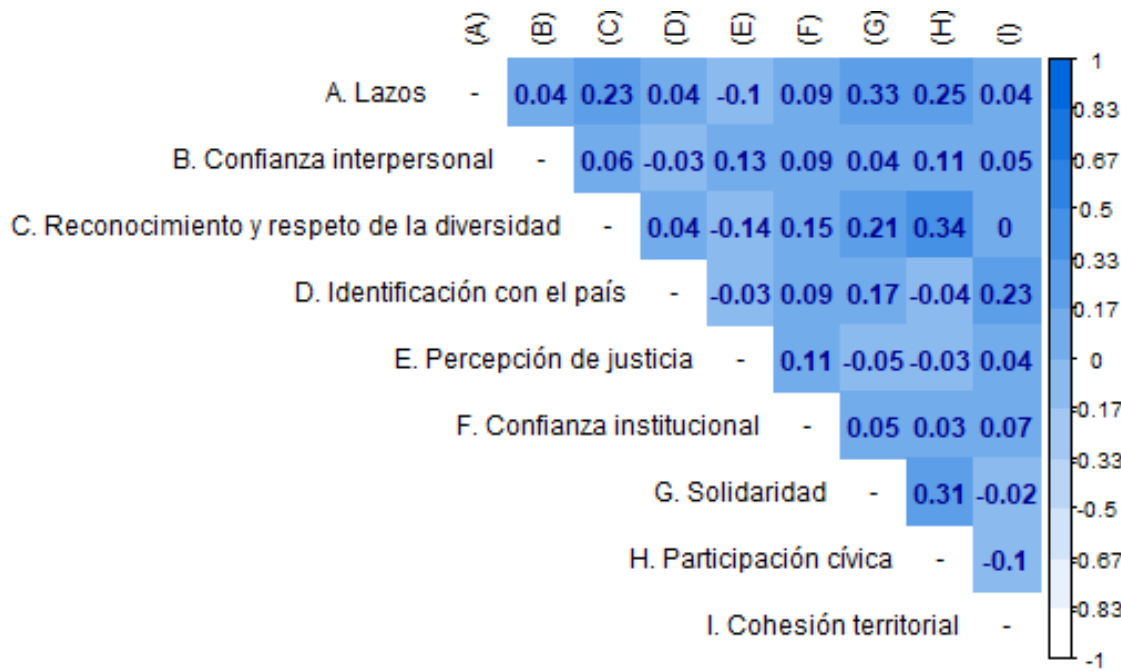 (A) (B) (C) (D) (E) (F) (G) (H) (I)
A. Lazos - 0.04 0.23 0.04 -0.1 0.09 0.33 0.25 0.04
B. Confianza interpersonal - 0.06 -0.03 0.13 0.09 0.04 0.11 0.05
C. Reconocimiento y respeto de la diversidad - 0.04 -0.14 0.15 0.21 0.34 0
D. Identificación con el país - -0.03 0.09 0.17 -0.04 0.23
E. Percepción de justicia - 0.11 -0.05 -0.03 0.04
F. Confianza institucional - 0.05 0.03 0.07
G. Solidaridad - 0.31 -0.02
H. Participación cívica - -0.1
I. Cohesión territorial -
1
0.83
0.67
0.5
0.33
0.17
0
-0.17
-0.33
-0.5
-0.67
-0.83
-1